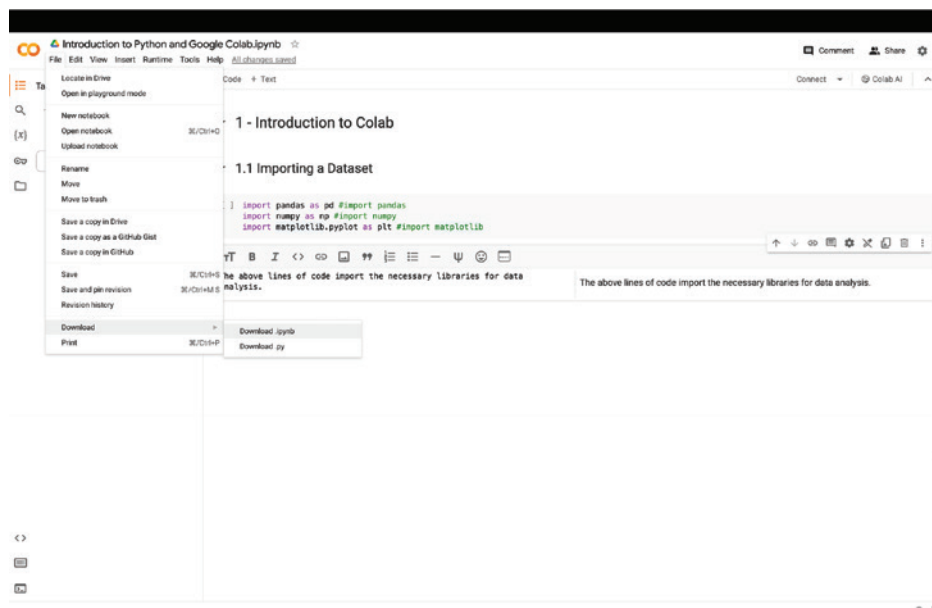 Introduction to Python and Google Colab.ipynb
File Edit View Insert Runtime Tools Help All changes saved
Comment Share
Code + Text
Connect Colab AI
Ta
Locate in Drive
Open in playground mode
New notebook
Open notebook ⌘/Ctrl+O
Upload notebook
Rename
Move
Move to trash
Save a copy in Drive
Save a copy as a GitHub Gist
Save a copy in GitHub
Save ⌘/Ctrl+S
Save and pin revision ⌘/Ctrl+M S
Revision history
Download
Print ⌘/Ctrl+P
Download .ipynb
Download .py
1 - Introduction to Colab
1.1 Importing a Dataset
import pandas as pd #import pandas
import numpy as np #import numpy
import matplotlib.pyplot as plt #import matplotlib
he above lines of code import the necessary libraries for data
nalysis.
The above lines of code import the necessary libraries for data analysis.